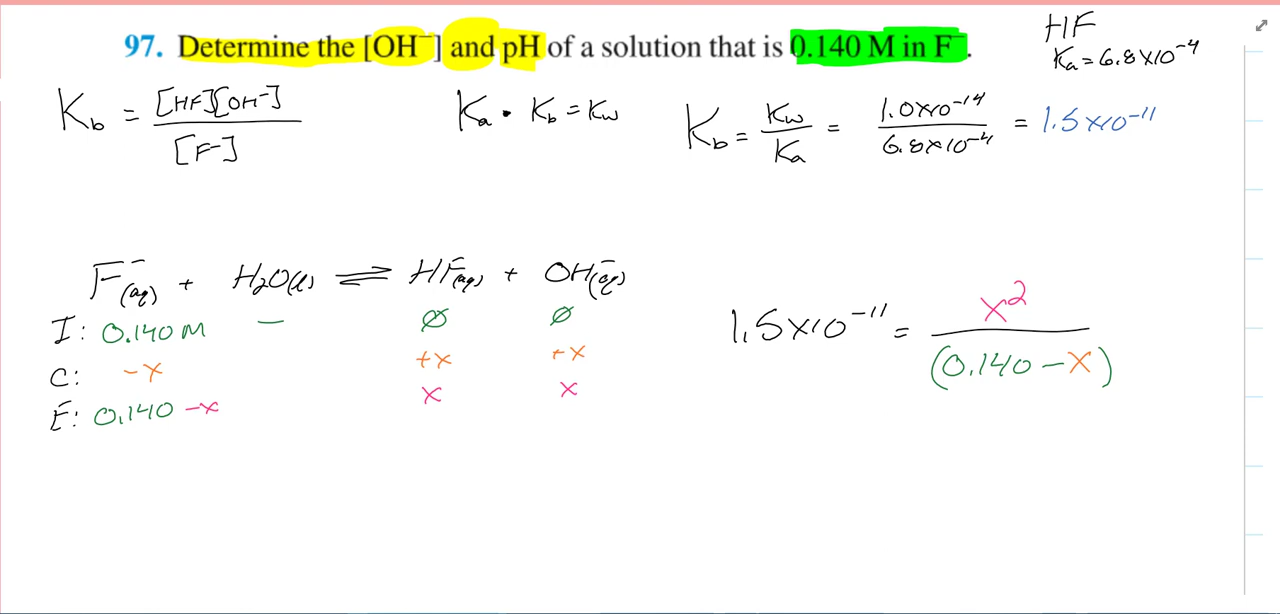 97. Determine the [OH⁻] and pH of a solution that is 0.140 M in F⁻.
HF
Ka = 6.8×10⁻⁴
Kb = [HF][OH⁻] / [F⁻]
Ka • Kb = Kw
Kb = Kw / Ka = 1.0×10⁻¹⁴ / 6.8×10⁻⁴ = 1.5×10⁻¹¹
F⁻(aq) + H₂O(l) ⇌ HF(aq) + OH⁻(aq)
I: 0.140 M — ∅ ∅
C: -x +x +x
E: 0.140 -x x x
1.5×10⁻¹¹ = x² / (0.140 - x)